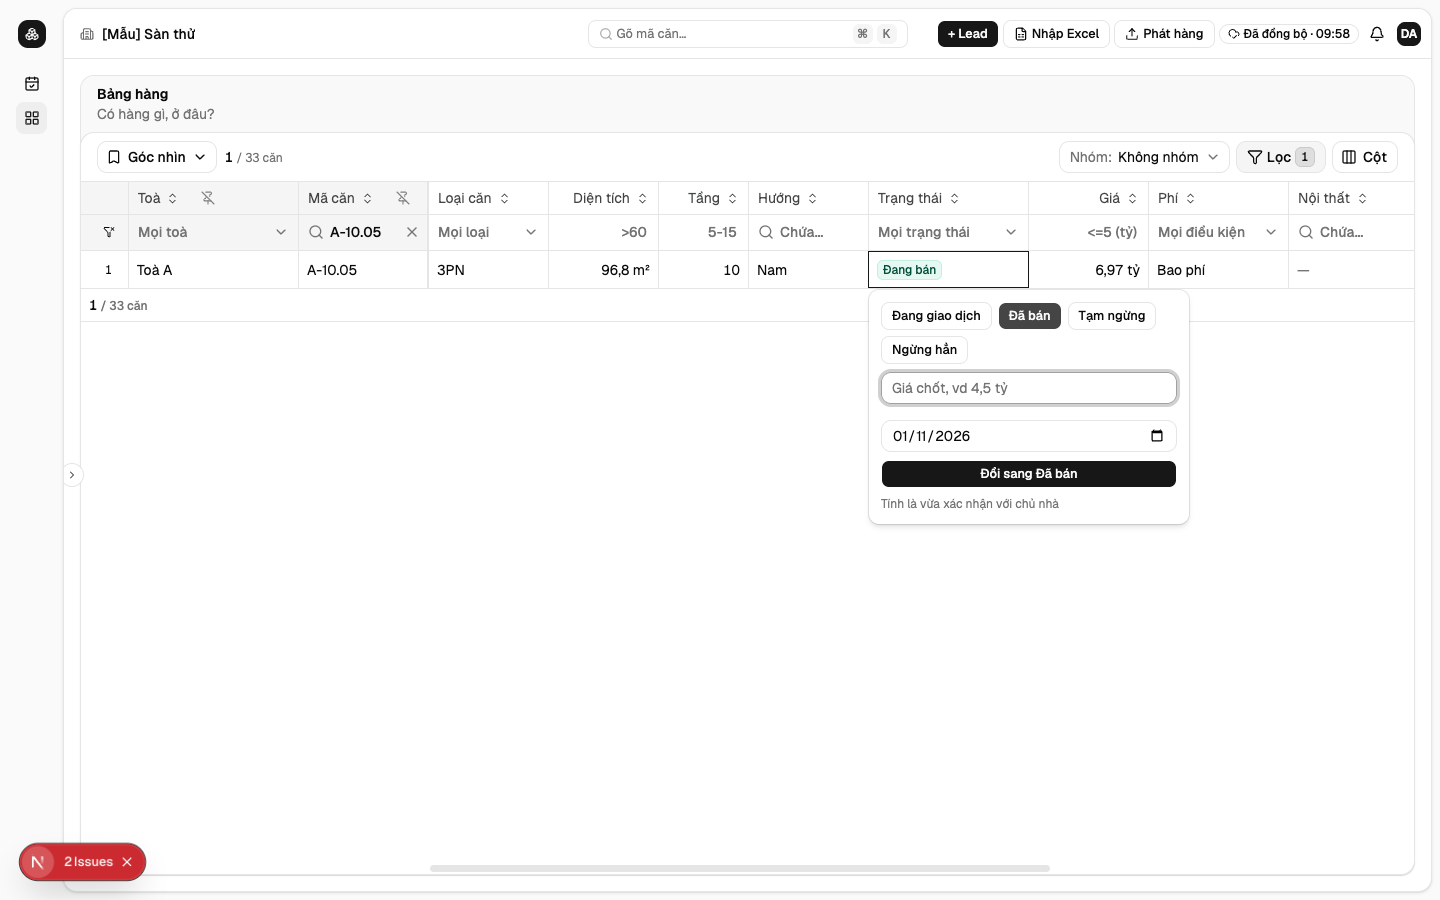 [Mẫu] Sàn thử
Gõ mã căn...
⌘ K
+ Lead
Nhập Excel
Phát hàng
Đã đồng bộ · 09:58
DA
Bảng hàng
Có hàng gì, ở đâu?
Góc nhìn
1 / 33 căn
Nhóm: Không nhóm
Lọc 1
Cột
Toà Mã căn Loại căn Diện tích Tầng Hướng Trạng thái Giá Phí Nội thất
Mọi toà A-10.05 Mọi loại >60 5-15 Chứa... Mọi trạng thái <=5 (tỷ) Mọi điều kiện Chứa...
1 Toà A A-10.05 3PN 96,8 m² 10 Nam Đang bán 6,97 tỷ Bao phí —
1 / 33 căn
Đang giao dịch Đã bán Tạm ngừng
Ngừng hẳn
Giá chốt, vd 4,5 tỷ
01/11/2026
Đổi sang Đã bán
Tính là vừa xác nhận với chủ nhà
N 2 Issues